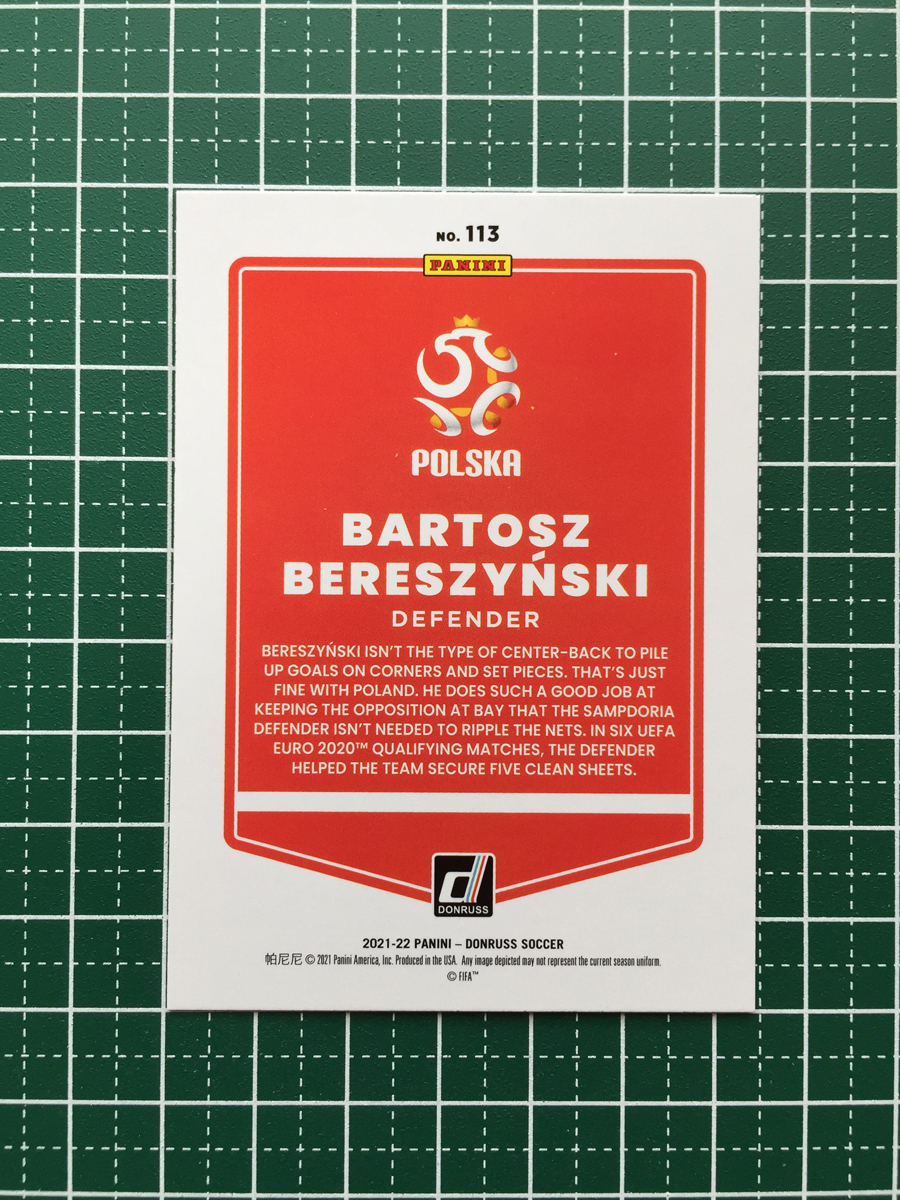 NO. 113
PANINI
POLSKA
BARTOSZ
BERESZYŃSKI
DEFENDER
BERESZYŃSKI ISN'T THE TYPE OF CENTER-BACK TO PILE
UP GOALS ON CORNERS AND SET PIECES. THAT'S JUST
FINE WITH POLAND. HE DOES SUCH A GOOD JOB AT
KEEPING THE OPPOSITION AT BAY THAT THE SAMPDORIA
DEFENDER ISN'T NEEDED TO RIPPLE THE NETS. IN SIX UEFA
EURO 2020™ QUALIFYING MATCHES, THE DEFENDER
HELPED THE TEAM SECURE FIVE CLEAN SHEETS.
d
DONRUSS
2021-22 PANINI – DONRUSS SOCCER
帕尼尼 © 2021 Panini America, Inc. Produced in the USA. Any image depicted may not represent the current season uniform.
© FIFA™